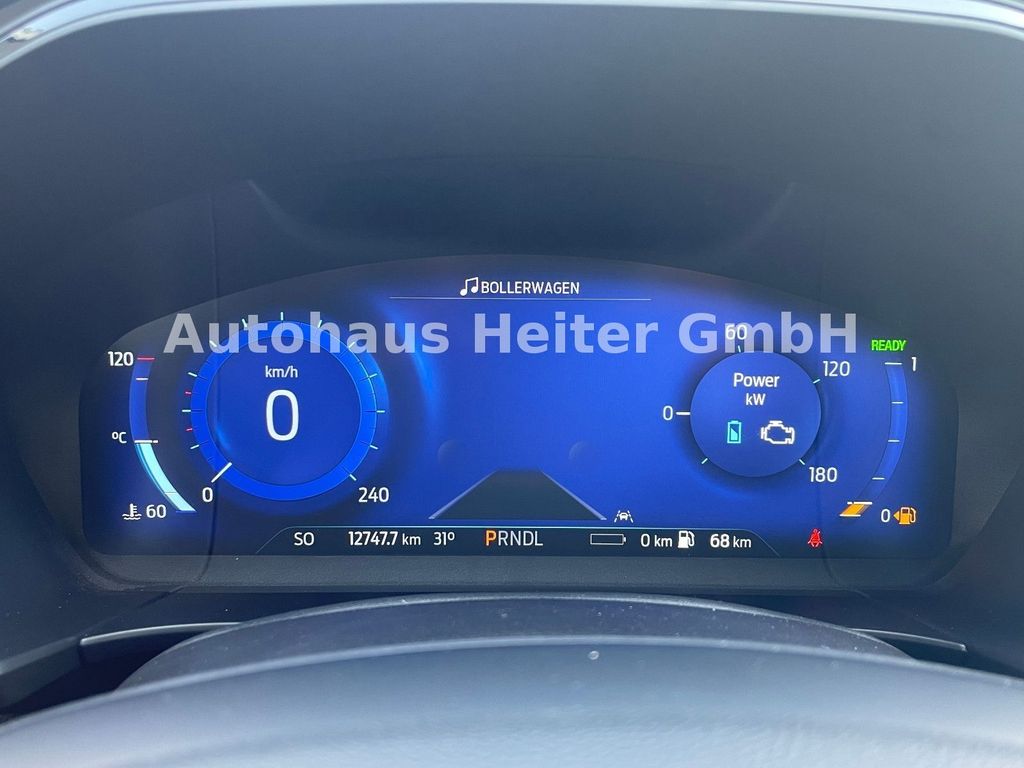 BOLLERWAGEN
Autohaus Heiter GmbH
60
READY
120
km/h
120
1
Power
kW
0
0
°C
180
0
240
60
0
SO 12747.7 km 31° PRNDL 0 km 68 km